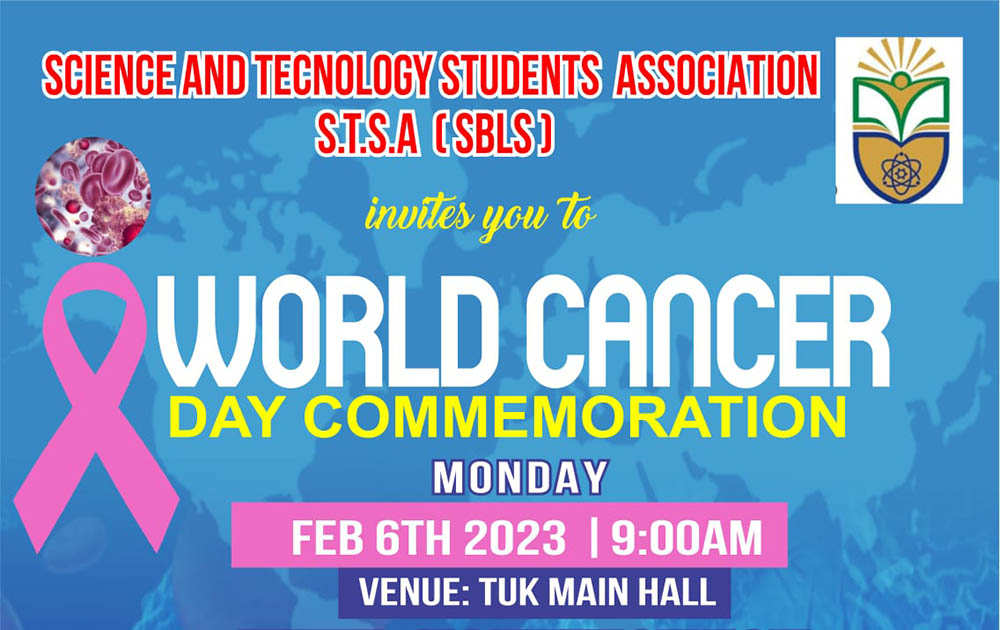 SCIENCE AND TECNOLOGY STUDENTS ASSOCIATION
S.T.S.A (SBLS)
invites you to
WORLD CANCER
DAY COMMEMORATION
MONDAY
FEB 6TH 2023 | 9:00AM
VENUE: TUK MAIN HALL